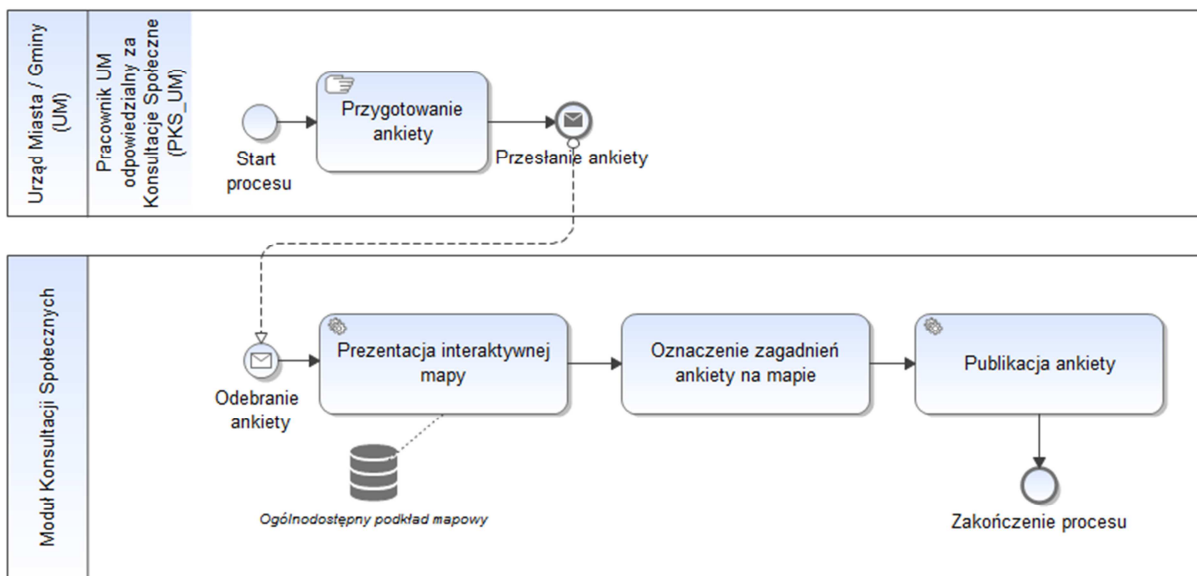 Urząd Miasta / Gminy
(UM)
Pracownik UM
odpowiedzialny za
Konsultacje Społeczne
(PKS_UM)
Start
procesu
Przygotowanie
ankiety
Przesłanie ankiety
Moduł Konsultacji Społecznych
Odebranie
ankiety
Prezentacja interaktywnej
mapy
Ogólnodostępny podkład mapowy
Oznaczenie zagadnień
ankiety na mapie
Publikacja ankiety
Zakończenie procesu